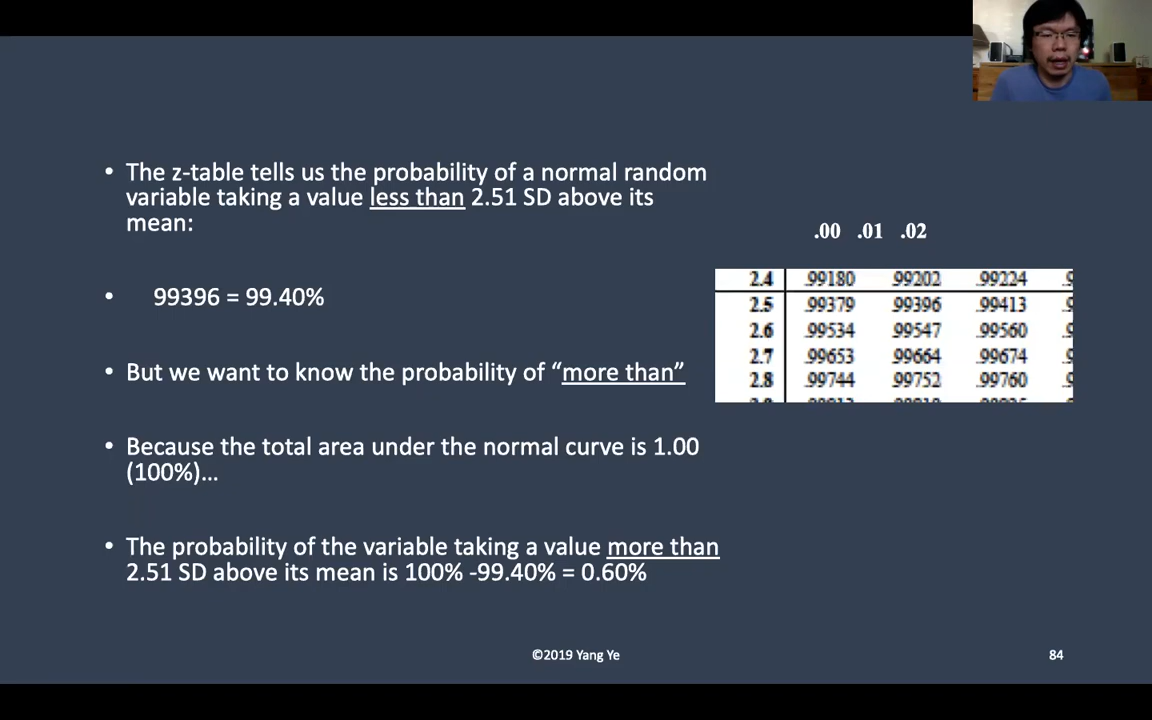 • The z-table tells us the probability of a normal random
variable taking a value less than 2.51 SD above its
mean:
• 99396 = 99.40%
• But we want to know the probability of “more than”
• Because the total area under the normal curve is 1.00
(100%)…
• The probability of the variable taking a value more than
2.51 SD above its mean is 100% -99.40% = 0.60%
.00 .01 .02
2.4 .99180 .99202 .99224
2.5 .99379 .99396 .99413
2.6 .99534 .99547 .99560
2.7 .99653 .99664 .99674
2.8 .99744 .99752 .99760
©2019 Yang Ye
84